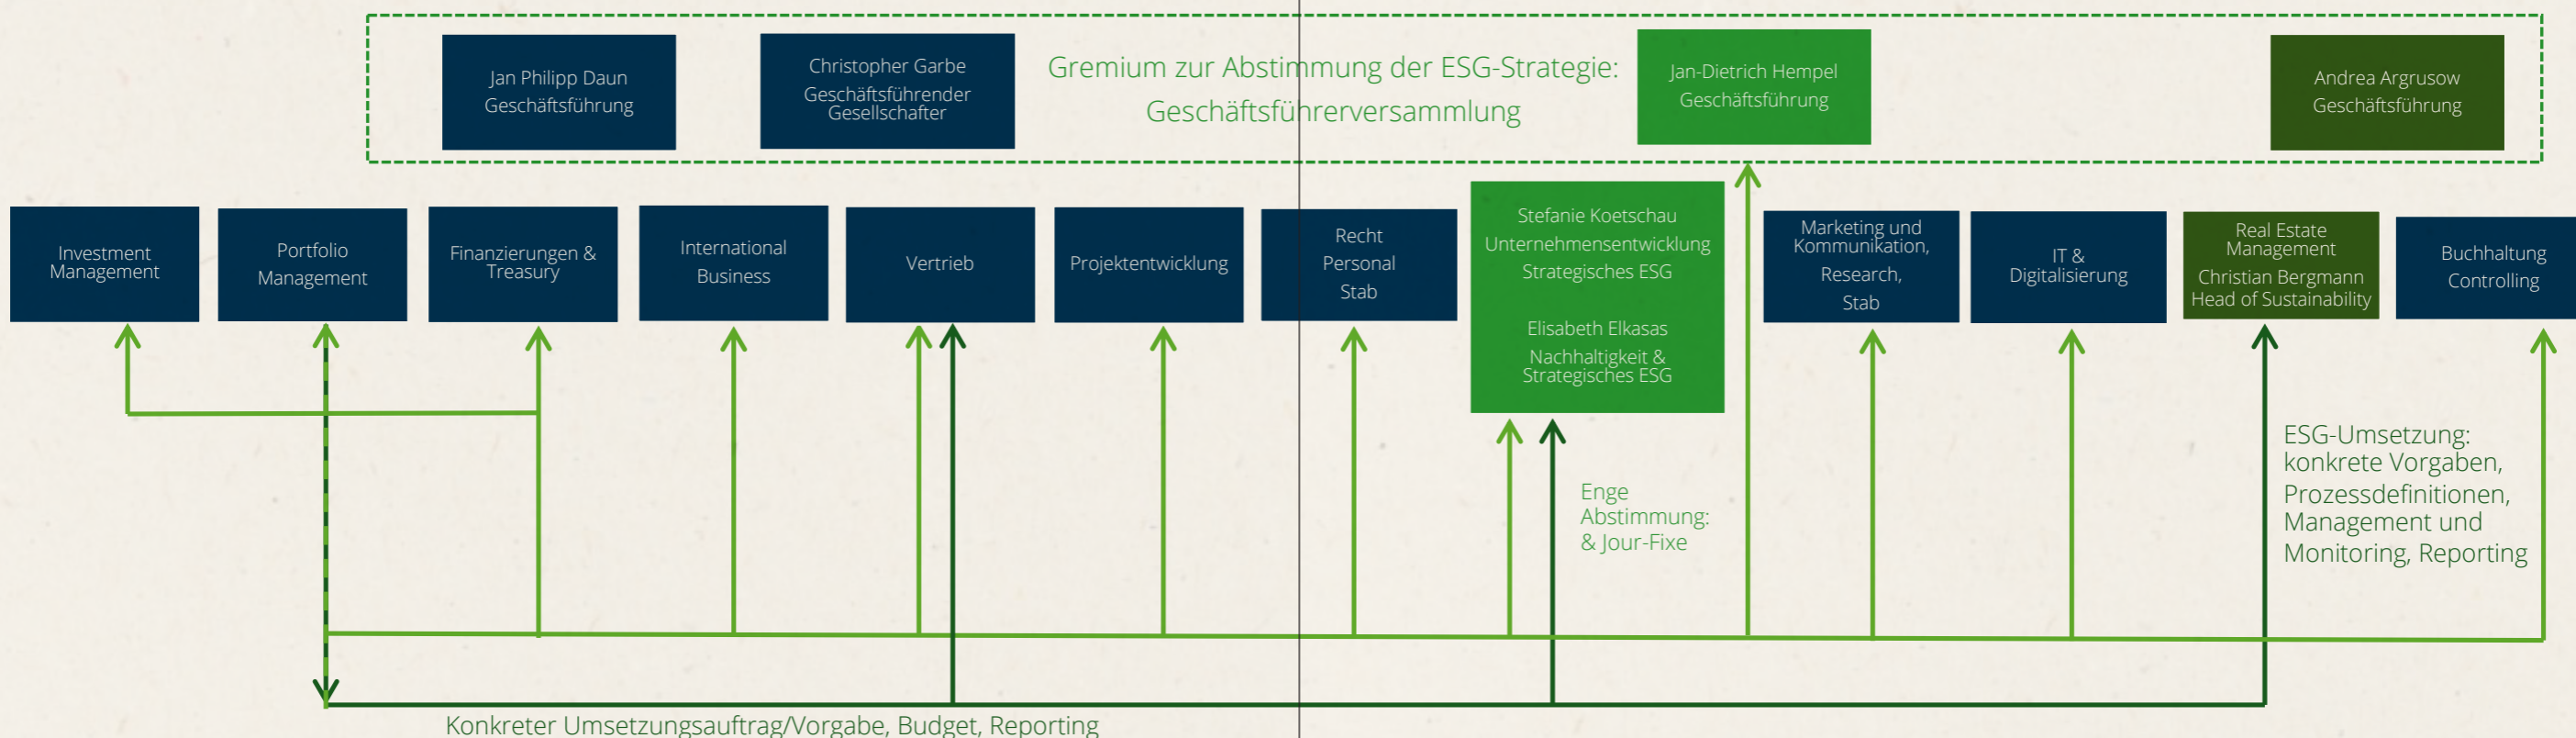 Jan Philipp Daun
Geschäftsführung
Christopher Garbe
Geschäftsführender
Gesellschafter
Gremium zur Abstimmung der ESG-Strategie:
Geschäftsführerversammlung
Jan-Dietrich Hempel
Geschäftsführung
Andrea Argrusow
Geschäftsführung
Investment
Management
Portfolio
Management
Finanzierungen &
Treasury
International
Business
Vertrieb
Projektentwicklung
Recht
Personal
Stab
Stefanie Koetschau
Unternehmensentwicklung
Strategisches ESG
Elisabeth Elkasas
Nachhaltigkeit &
Strategisches ESG
Marketing und
Kommunikation,
Research,
Stab
IT &
Digitalisierung
Real Estate
Management
Christian Bergmann
Head of Sustainability
Buchhaltung
Controlling
Enge
Abstimmung:
& Jour-Fixe
ESG-Umsetzung:
konkrete Vorgaben,
Prozessdefinitionen,
Management und
Monitoring, Reporting
Konkreter Umsetzungsauftrag/Vorgabe, Budget, Reporting